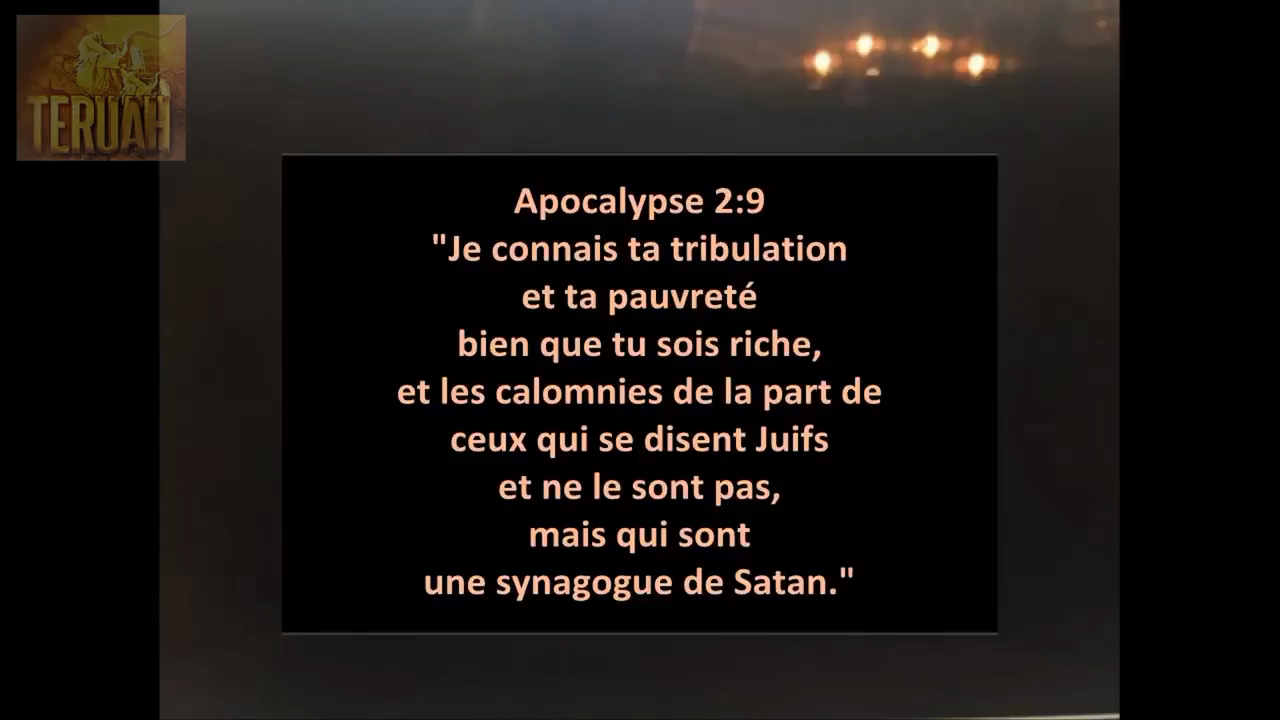 TERUAH
Apocalypse 2:9
"Je connais ta tribulation
et ta pauvreté
bien que tu sois riche,
et les calomnies de la part de
ceux qui se disent Juifs
et ne le sont pas,
mais qui sont
une synagogue de Satan."